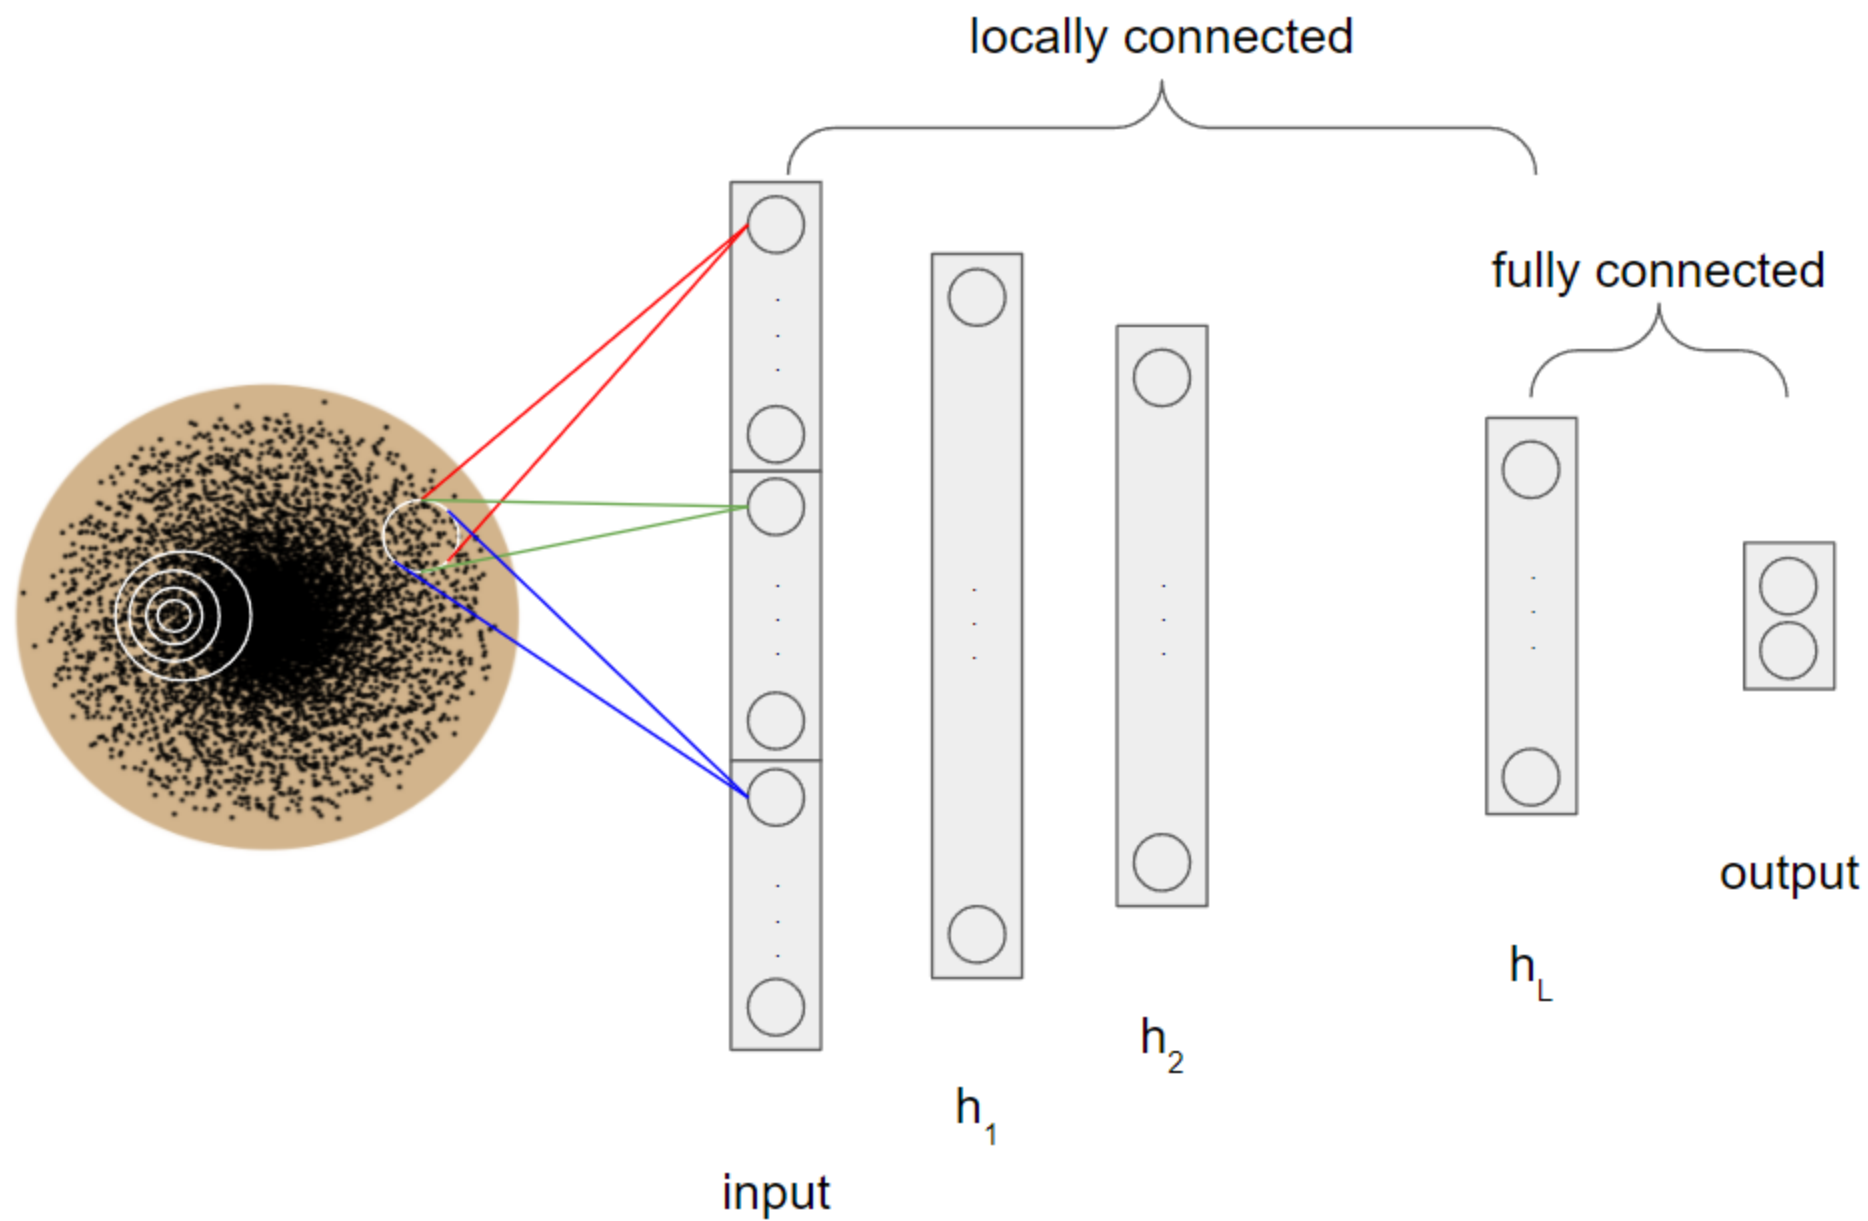 locally connected
fully connected
output
h_L
h_2
h_1
input